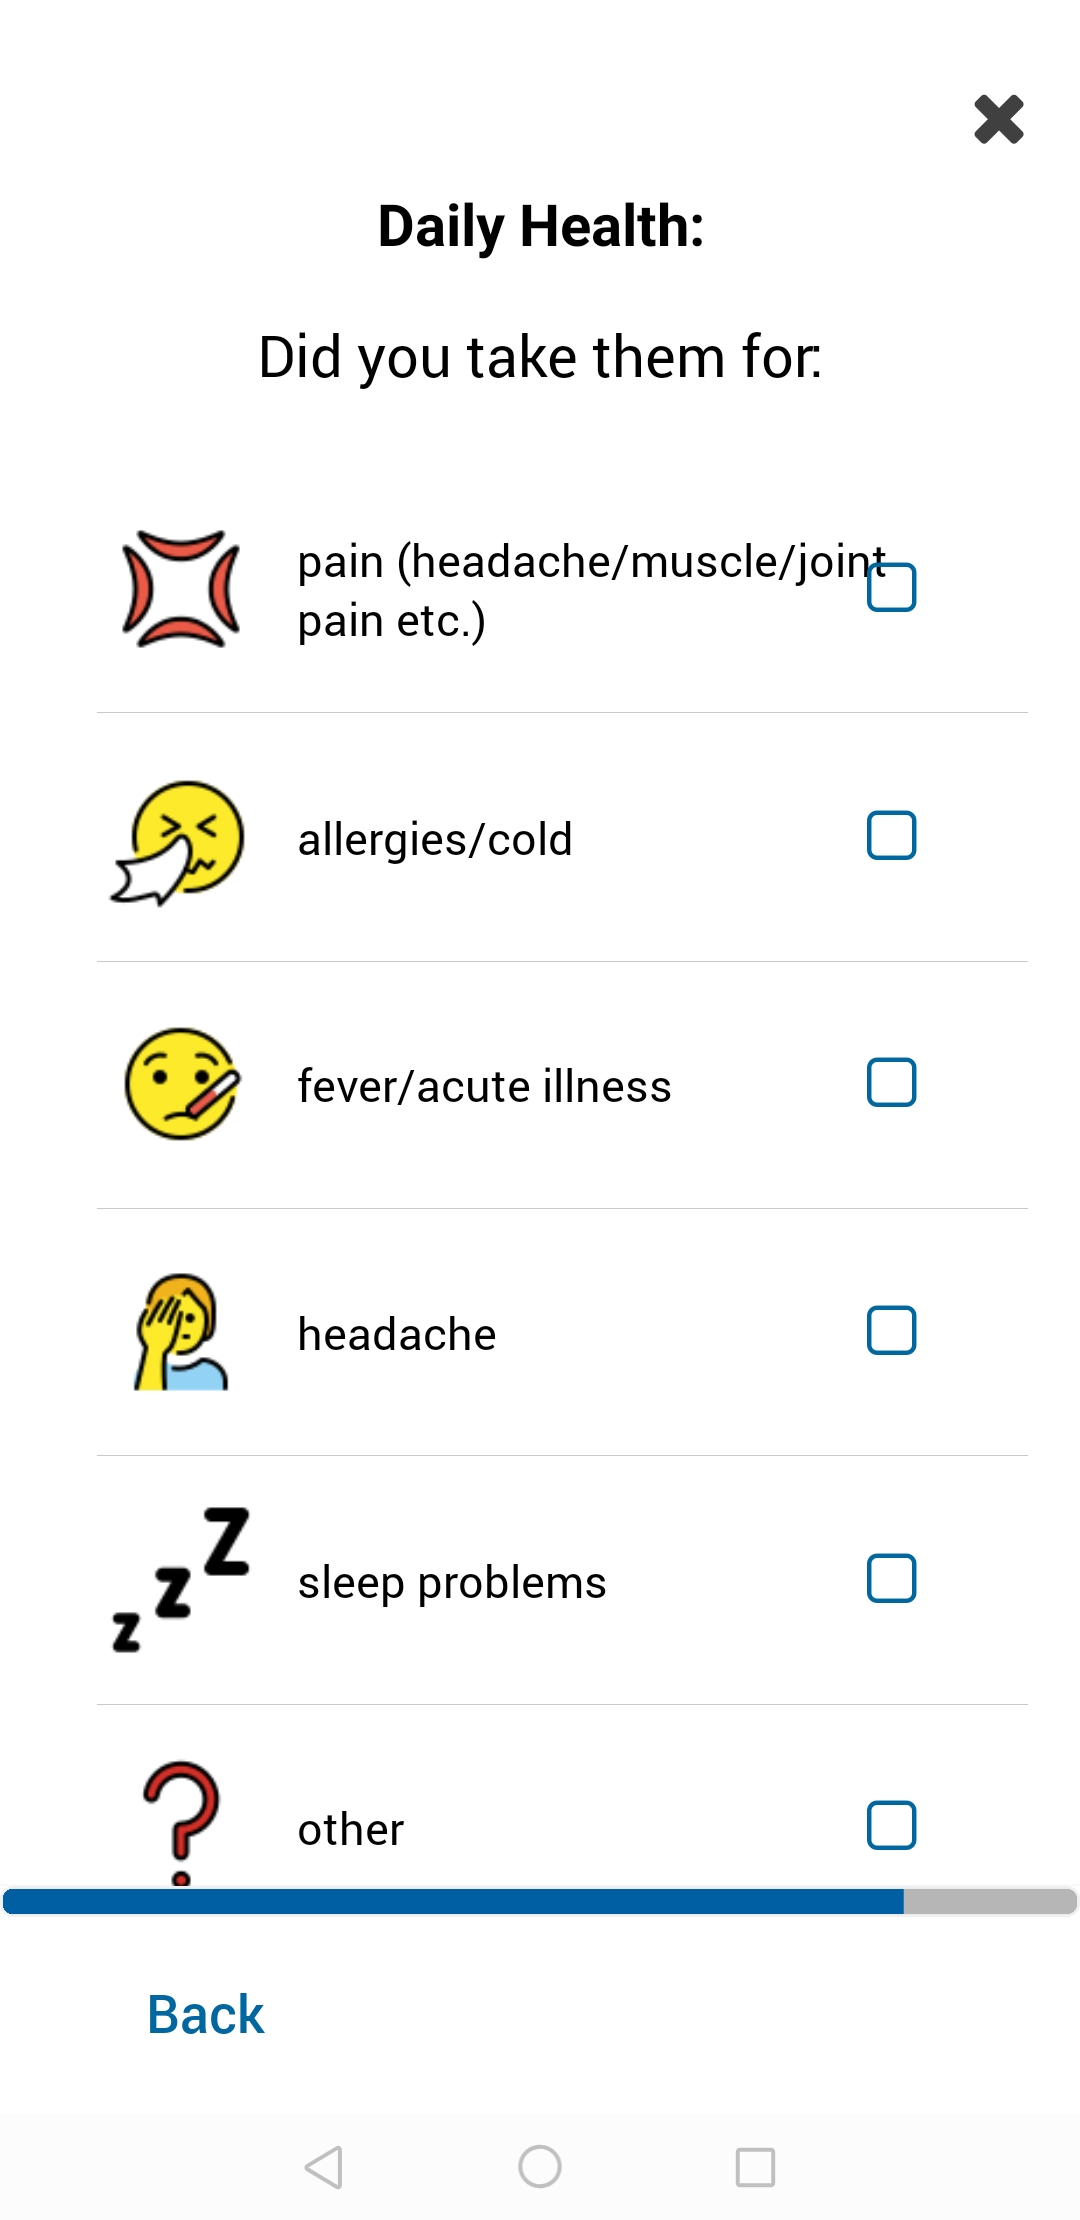 Daily Health:
Did you take them for:
pain (headache/muscle/joint
pain etc.)
allergies/cold
fever/acute illness
headache
sleep problems
other
Back